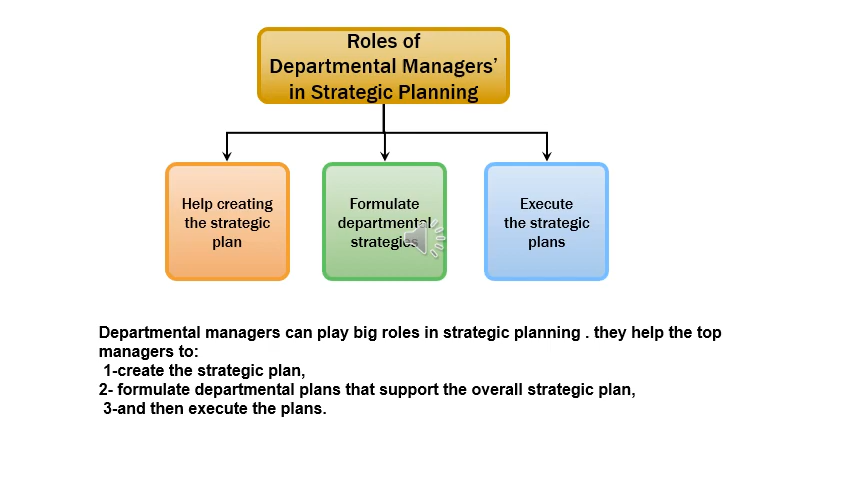 Roles of
Departmental Managers’
in Strategic Planning
Help creating
the strategic
plan
Formulate
departmental
strategies
Execute
the strategic
plans
Departmental managers can play big roles in strategic planning . they help the top
managers to:
1-create the strategic plan,
2- formulate departmental plans that support the overall strategic plan,
3-and then execute the plans.